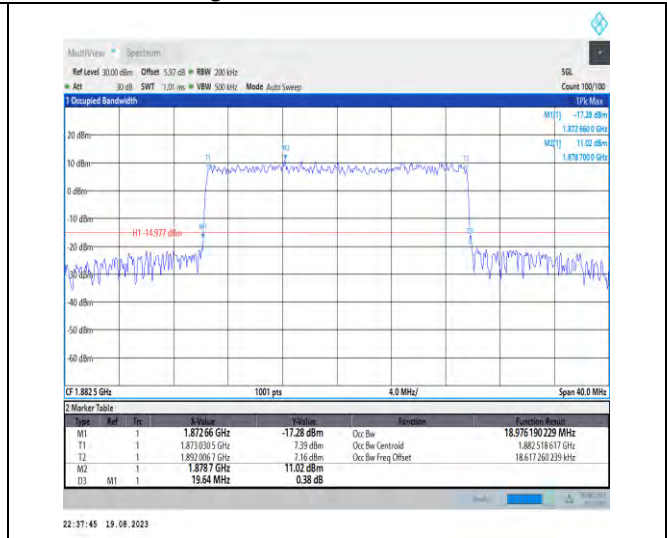 MultiView Spectrum
Ref Level 30.00 dBm Offset 5.97 dB RBW 200 kHz SGL
Att 30 dB SWT 1.01 ms VBW 500 kHz Mode Auto Sweep Count 100/100
1 Occupied Bandwidth 1Pk Max
M1[1] -17.28 dBm
1.872 660 0 GHz
M2[1] 11.02 dBm
1.878 700 0 GHz
20 dBm
M2
T1 T2
10 dBm
0 dBm
-10 dBm
H1 -14.977 dBm M1 D3
-20 dBm
-30 dBm
-40 dBm
-50 dBm
-60 dBm
CF 1.882 5 GHz 1001 pts 4.0 MHz/ Span 40.0 MHz
2 Marker Table
Type Ref Trc X-Value Y-Value Function Function Result
M1 1 1.872 66 GHz -17.28 dBm Occ Bw 18.976 190 229 MHz
T1 1 1.873 030 5 GHz 7.39 dBm Occ Bw Centroid 1.882 518 617 GHz
T2 1 1.892 006 7 GHz 7.16 dBm Occ Bw Freq Offset 18.617 260 239 kHz
M2 1 1.878 7 GHz 11.02 dBm
D3 M1 1 19.64 MHz 0.38 dB
22:37:45 19.08.2023